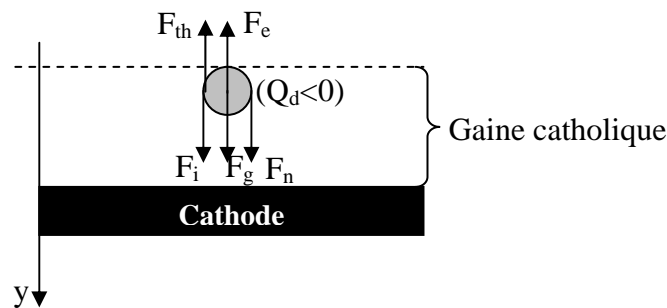 F_th F_e
(Q_d<0)
Gaine catholique
F_i F_g F_n
Cathode
y